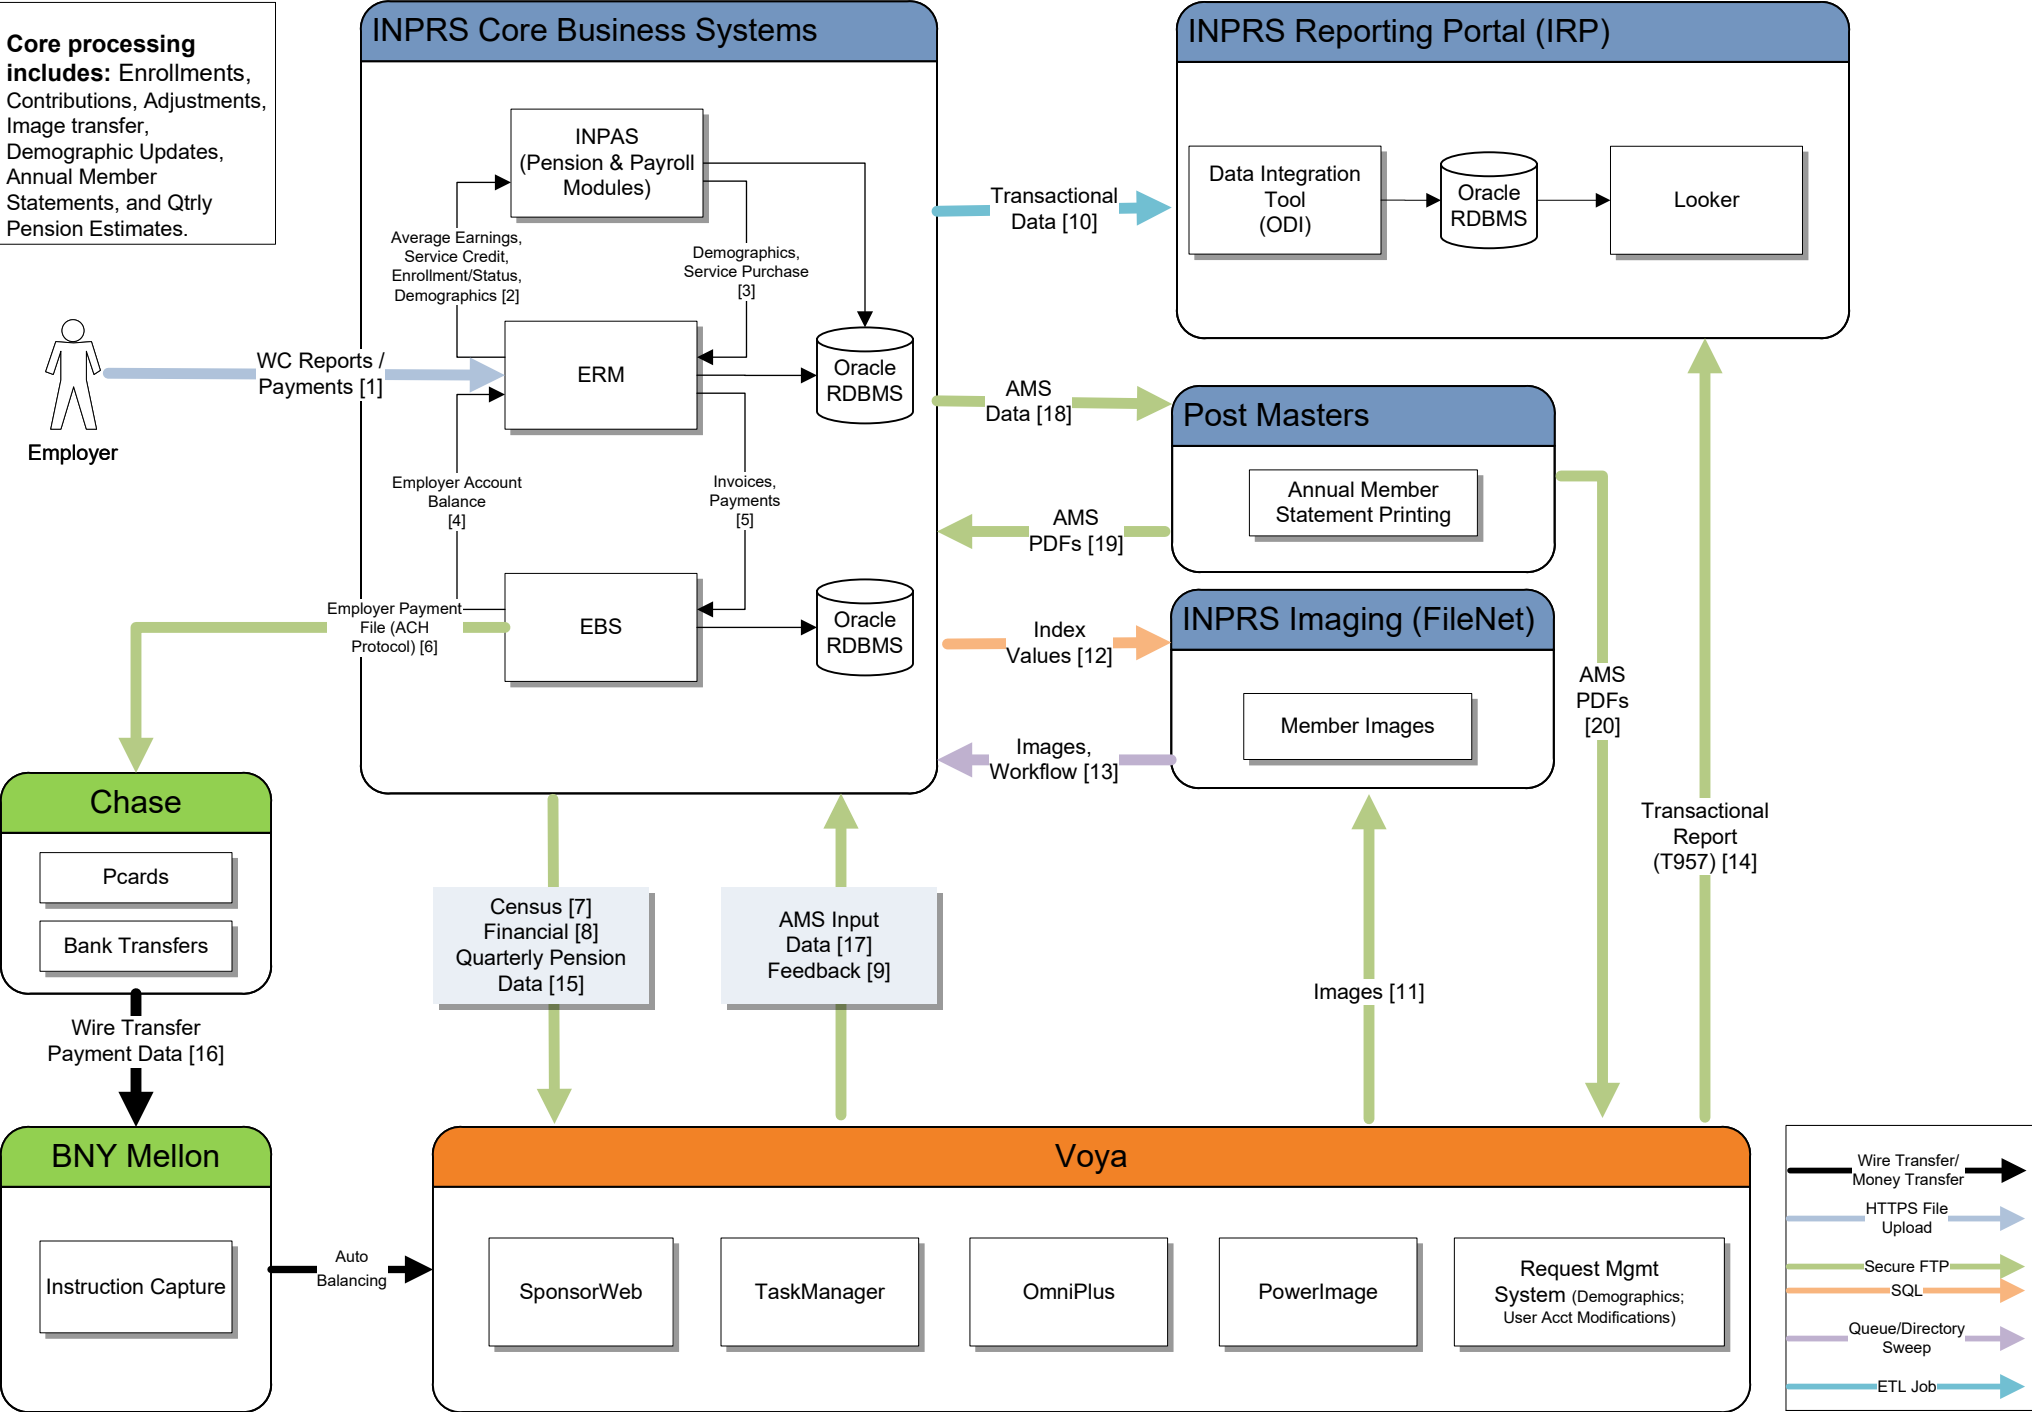 Core processing
includes: Enrollments,
Contributions, Adjustments,
Image transfer,
Demographic Updates,
Annual Member
Statements, and Qtrly
Pension Estimates.
INPRS Core Business Systems
INPRS Reporting Portal (IRP)
INPAS
(Pension & Payroll
Modules)
Average Earnings,
Service Credit,
Enrollment/Status,
Demographics [2]
Demographics,
Service Purchase
[3]
Transactional
Data [10]
Data Integration
Tool
(ODI)
Oracle
RDBMS
Looker
Employer
WC Reports /
Payments [1]
ERM
Oracle
RDBMS
AMS
Data [18]
Post Masters
Annual Member
Statement Printing
Employer Account
Balance
[4]
Invoices,
Payments
[5]
AMS
PDFs [19]
Employer Payment
File (ACH
Protocol) [6]
EBS
Oracle
RDBMS
Index
Values [12]
INPRS Imaging (FileNet)
Member Images
Images,
Workflow [13]
AMS
PDFs
[20]
Transactional
Report
(T957) [14]
Chase
Pcards
Bank Transfers
Census [7]
Financial [8]
Quarterly Pension
Data [15]
AMS Input
Data [17]
Feedback [9]
Images [11]
Wire Transfer
Payment Data [16]
BNY Mellon
Instruction Capture
Auto
Balancing
Voya
SponsorWeb
TaskManager
OmniPlus
PowerImage
Request Mgmt
System (Demographics;
User Acct Modifications)
Wire Transfer/
Money Transfer
HTTPS File
Upload
Secure FTP
SQL
Queue/Directory
Sweep
ETL Job